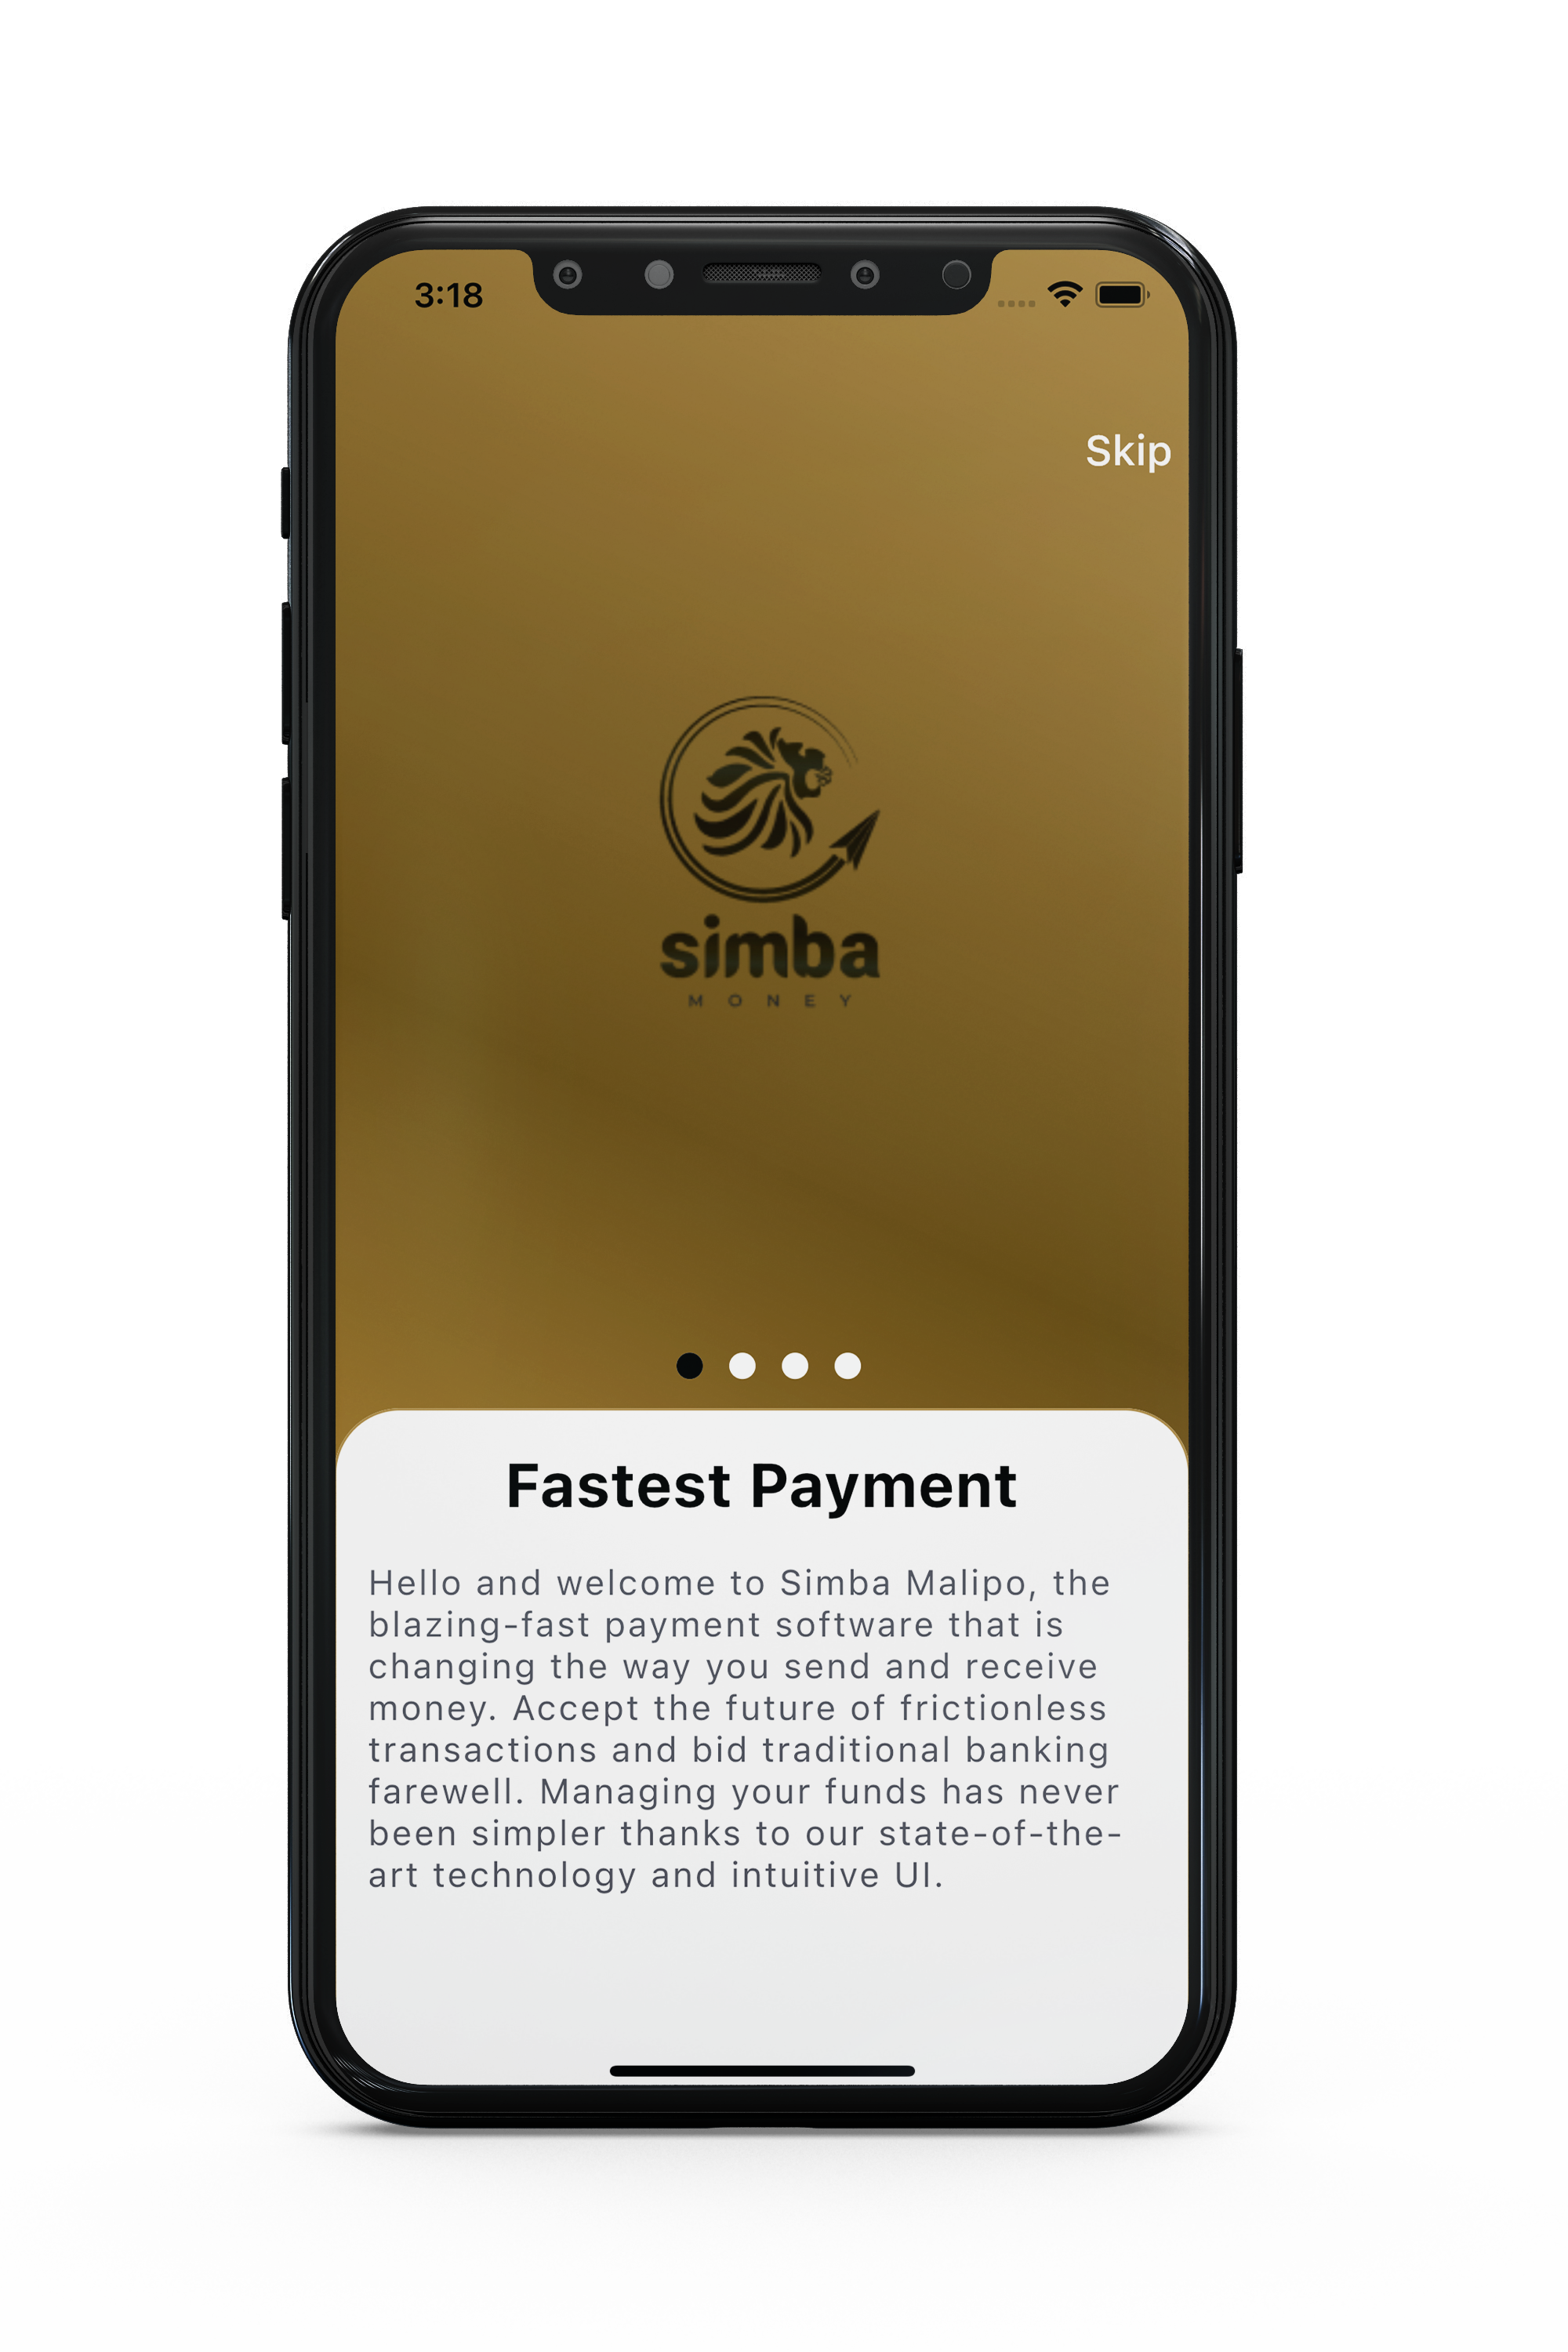 3:18
Skip
simba
MONEY
Fastest Payment
Hello and welcome to Simba Malipo, the
blazing-fast payment software that is
changing the way you send and receive
money. Accept the future of frictionless
transactions and bid traditional banking
farewell. Managing your funds has never
been simpler thanks to our state-of-the-
art technology and intuitive UI.